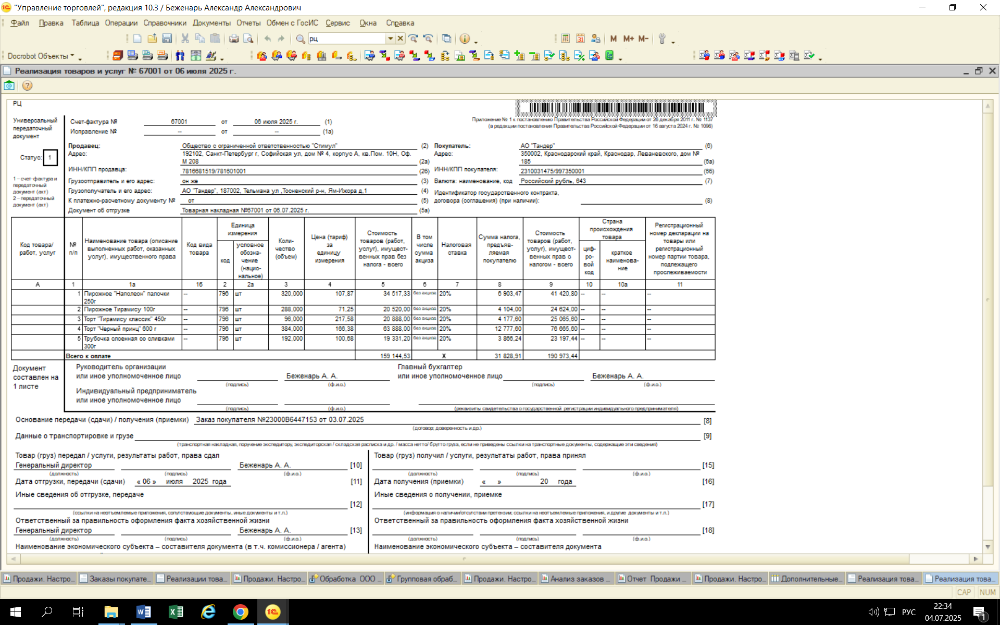 "Управление торговлей", редакция 10.3 / Беженарь Александр Александрович
Файл Правка Таблица Операции Справочники Документы Отчеты Обмен с ГосИС Сервис Окна Справка
рц M M+ M-
Docrobot Объекты
Реализация товаров и услуг № 67001 от 06 июля 2025 г.
РЦ
Универсальный передаточный документ
Статус: 1
1 – счет-фактура и передаточный документ (акт)
2 – передаточный документ (акт)
Счет-фактура № 67001 от 06 июля 2025 г. (1)
Исправление № -- от -- (1а)
Приложение № 1 к постановлению Правительства Российской Федерации от 26 декабря 2011 г. № 1137
(в редакции постановления Правительства Российской Федерации от 16 августа 2024 г. № 1096)
Продавец: Общество с ограниченной ответственностью "Стимул" (2)
Адрес: 192102, Санкт-Петербург г, Софийская ул, дом № 4, корпус А, кв.Пом. 10Н, Оф.
М 208 (2а)
ИНН/КПП продавца: 7816681519/781601001 (2б)
Грузоотправитель и его адрес: он же (3)
Грузополучатель и его адрес: АО "Тандер", 187002, Тельмана ул ,Тосненский р-н, Ям-Ижора д,1 (4)
К платежно-расчетному документу № от (5)
Документ об отгрузке Товарная накладная №67001 от 06.07.2025 г. (5а)
Покупатель: АО "Тандер" (6)
Адрес: 350002, Краснодарский край, Краснодар, Леваневского, дом №
185 (6а)
ИНН/КПП покупателя: 2310031475/997350001 (6б)
Валюта: наименование, код Российский рубль, 643 (7)
Идентификатор государственного контракта,
договора (соглашения) (при наличии): (8)
Код товара/ работ, услуг
№ п/п
Наименование товара (описание выполненных работ, оказанных услуг), имущественного права
Код вида товара
Единица измерения
код
условное обозна-чение (нацио-нальное)
Коли-чество (объем)
Цена (тариф) за единицу измерения
Стоимость товаров (работ, услуг), имущест-венных прав без налога - всего
В том числе сумма акциза
Налоговая ставка
Сумма налога, предъяв-ляемая покупателю
Стоимость товаров (работ, услуг), имущест-венных прав с налогом - всего
Страна происхождения товара
циф-ро-вой код
краткое наименова-ние
Регистрационный номер декларации на товары или регистрационный номер партии товара, подлежащего прослеживаемости
А 1 1а 1б 2 2а 3 4 5 6 7 8 9 10 10а 11
1 Пирожное "Наполеон" палочки 250г -- 796 шт 320,000 107,87 34 517,33 без акциза 20% 6 903,47 41 420,80 -- -- --
2 Пирожное Тирамису 100г -- 796 шт 288,000 71,25 20 520,00 без акциза 20% 4 104,00 24 624,00 -- -- --
3 Торт "Тирамису классик" 450г -- 796 шт 96,000 217,58 20 888,00 без акциза 20% 4 177,60 25 065,60 -- -- --
4 Торт "Черный принц" 600 г -- 796 шт 384,000 166,38 63 888,00 без акциза 20% 12 777,60 76 665,60 -- -- --
5 Трубочка слоенная со сливками 300г -- 796 шт 192,000 100,68 19 331,20 без акциза 20% 3 866,24 23 197,44 -- -- --
Всего к оплате 159 144,53 Х 31 828,91 190 973,44
Документ составлен на 1 листе
Руководитель организации
или иное уполномоченное лицо Беженарь А. А.
(подпись) (ф.и.о.)
Главный бухгалтер
или иное уполномоченное лицо Беженарь А. А.
(подпись) (ф.и.о.)
Индивидуальный предприниматель
или иное уполномоченное лицо
(подпись) (ф.и.о.) (реквизиты свидетельства о государственной регистрации индивидуального предпринимателя)
Основание передачи (сдачи) / получения (приемки) Заказ покупателя №23000В6447153 от 03.07.2025 [8]
(договор; доверенность и др.)
Данные о транспортировке и грузе [9]
(транспортная накладная, поручение экспедитору, экспедиторская / складская расписка и др. / масса нетто/ брутто груза, если не приведены ссылки на транспортные документы, содержащие эти сведения)
Товар (груз) передал / услуги, результаты работ, права сдал
Генеральный директор Беженарь А. А. [10]
(должность) (подпись) (ф.и.о.)
Дата отгрузки, передачи (сдачи) « 06 » июля 2025 года [11]
Иные сведения об отгрузке, передаче
[12]
(ссылки на неотъемлемые приложения, сопутствующие документы, иные документы и т.п.)
Ответственный за правильность оформления факта хозяйственной жизни
Генеральный директор Беженарь А. А. [13]
(должность) (подпись) (ф.и.о.)
Наименование экономического субъекта – составителя документа (в т.ч. комиссионера / агента)
Товар (груз) получил / услуги, результаты работ, права принял
[15]
(должность) (подпись) (ф.и.о.)
Дата получения (приемки) « » 20 года [16]
Иные сведения о получении, приемке
[17]
(информация о наличии/отсутствии претензии; ссылки на неотъемлемые приложения, и другие документы и т.п.)
Ответственный за правильность оформления факта хозяйственной жизни
[18]
(должность) (подпись) (ф.и.о.)
Наименование экономического субъекта – составителя документа
Продажи. Настро... Заказы покупате... Реализации това... Продажи. Настро... Обработка ООО ... Групповая обраб... Продажи. Настро... Анализ заказов ... Отчет Продажи ... Продажи. Настро... Дополнительные... Реализация това... Реализация това...
CAP NUM
РУС 22:34
04.07.2025
1